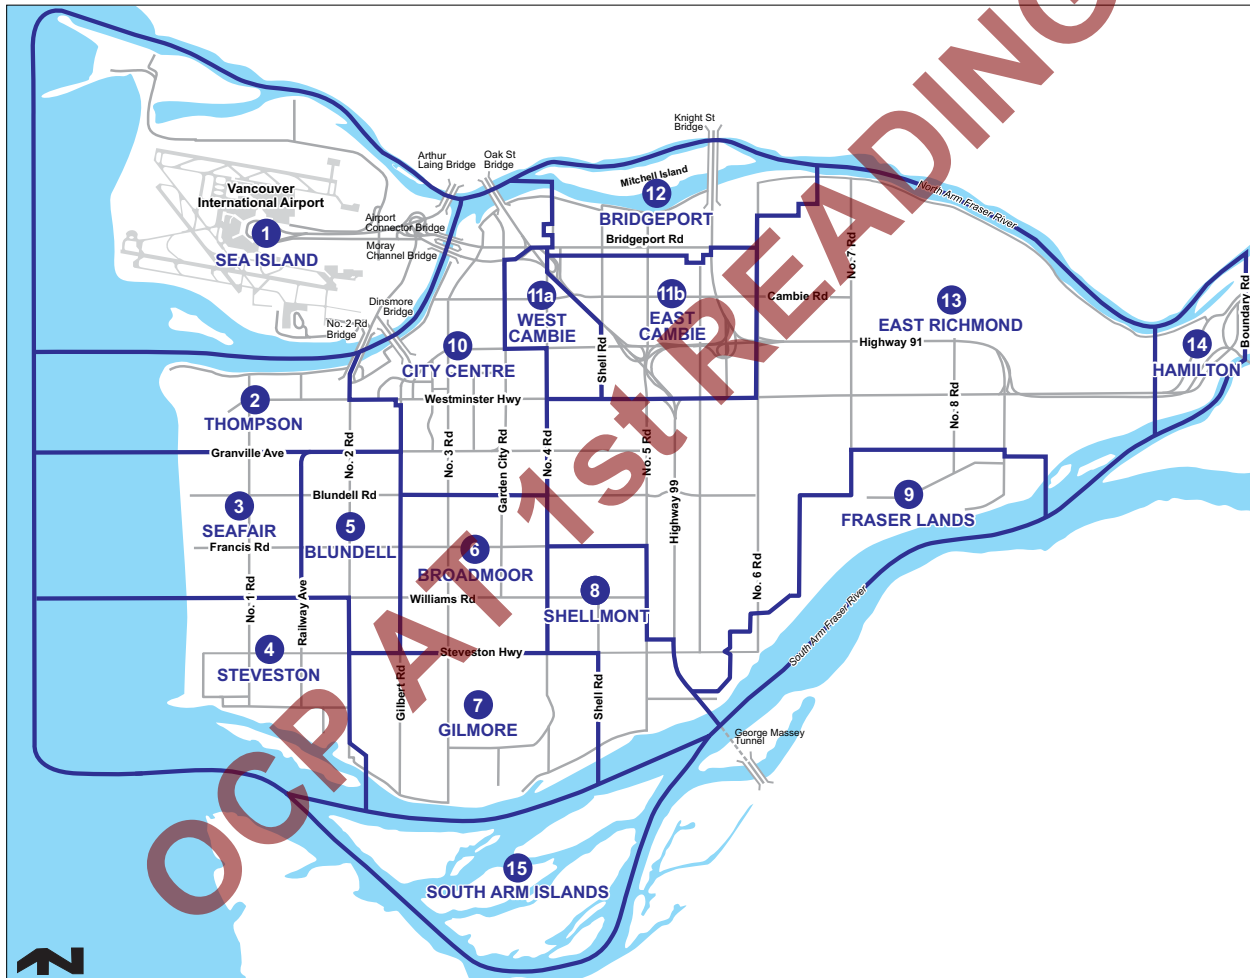 OCP AT 1st READING
Knight St
Bridge
Arthur
Laing Bridge
Oak St
Bridge
Mitchell Island
12
BRIDGEPORT
Bridgeport Rd
Vancouver
International Airport
1
SEA ISLAND
Airport
Connector Bridge
Moray
Channel Bridge
Dinsmore
Bridge
No. 2 Rd.
Bridge
North Arm Fraser River
No. 7 Rd
11a
WEST
CAMBIE
11b
EAST
CAMBIE
Cambie Rd
13
EAST RICHMOND
Highway 91
Boundary Rd
14
HAMILTON
10
CITY CENTRE
Shell Rd
Westminster Hwy
2
THOMPSON
Granville Ave
No. 2 Rd
No. 3 Rd
Garden City Rd
No. 4 Rd
No. 5 Rd
No. 8 Rd
Blundell Rd
3
SEAFAIR
Francis Rd
5
BLUNDELL
6
BROADMOOR
Highway 99
9
FRASER LANDS
No. 1 Rd
Railway Ave
Williams Rd
8
SHELLMONT
No. 6 Rd
4
STEVESTON
Steveston Hwy
South Arm Fraser River
Gilbert Rd
7
GILMORE
Shell Rd
George Massey
Tunnel
15
SOUTH ARM ISLANDS
N